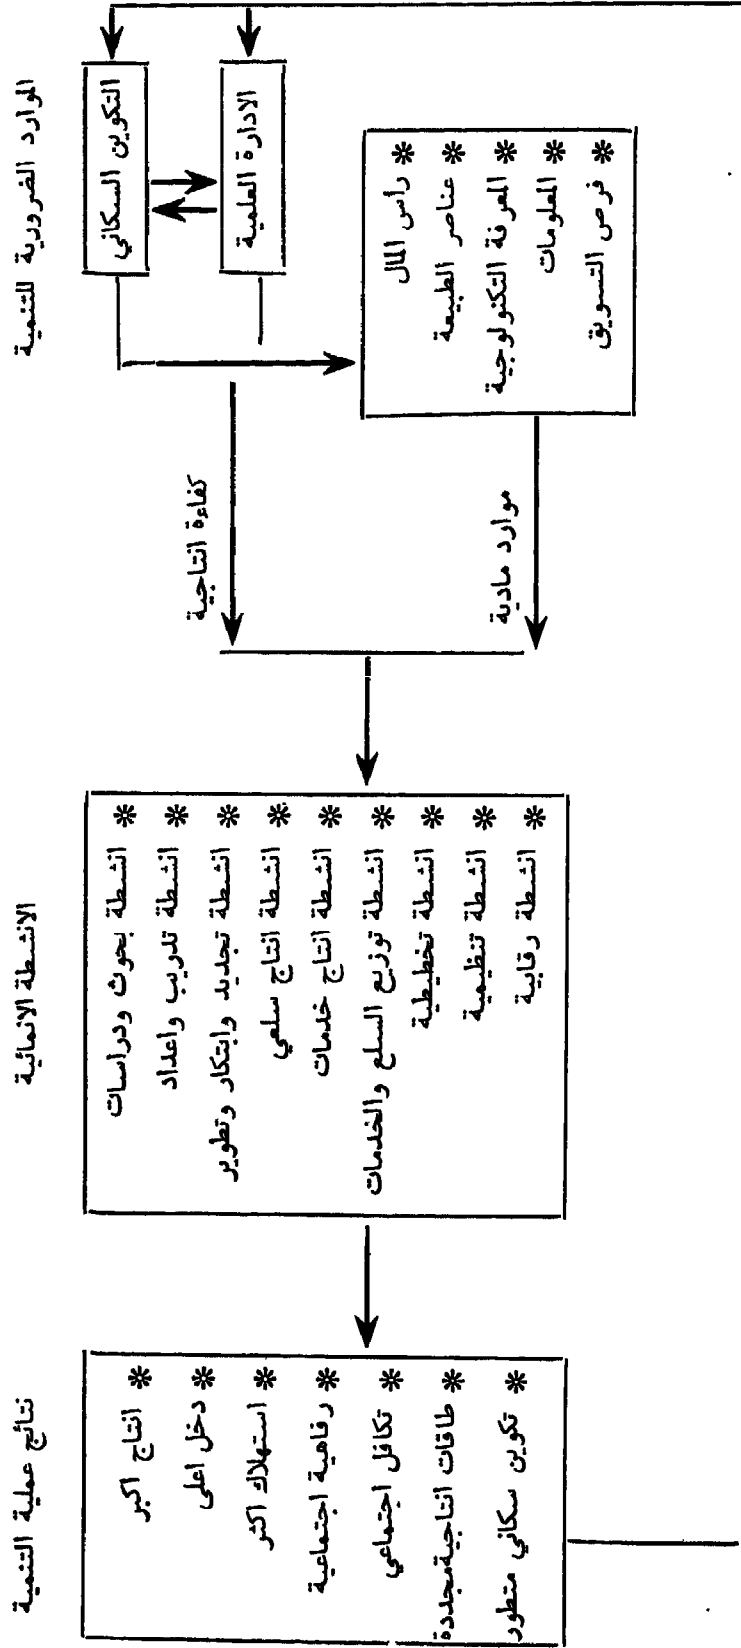 الموارد الضرورية للتنمية
التكوين السكاني
الادارة العلمية
* رأس المال
* عناصر الطبيعة
* المعرفة التكنولوجية
* المعلومات
* فرص التسويق
كفاءة انتاجية
موارد مادية
الانشطة الانمائية
* انشطة بحوث ودراسات
* انشطة تدريب واعداد
* انشطة تجديد وابتكار وتطوير
* انشطة انتاج سلعي
* انشطة انتاج خدمات
* انشطة توزيع السلع والخدمات
* انشطة تخطيطية
* انشطة تنظيمية
* انشطة رقابية
نتائج عملية التنمية
* انتاج اكبر
* دخل اعلى
* استهلاك اكثر
* رفاهية اجتماعية
* تكافل اجتماعي
* طاقات انتاجية مجددة
* تكوين سكاني متطور